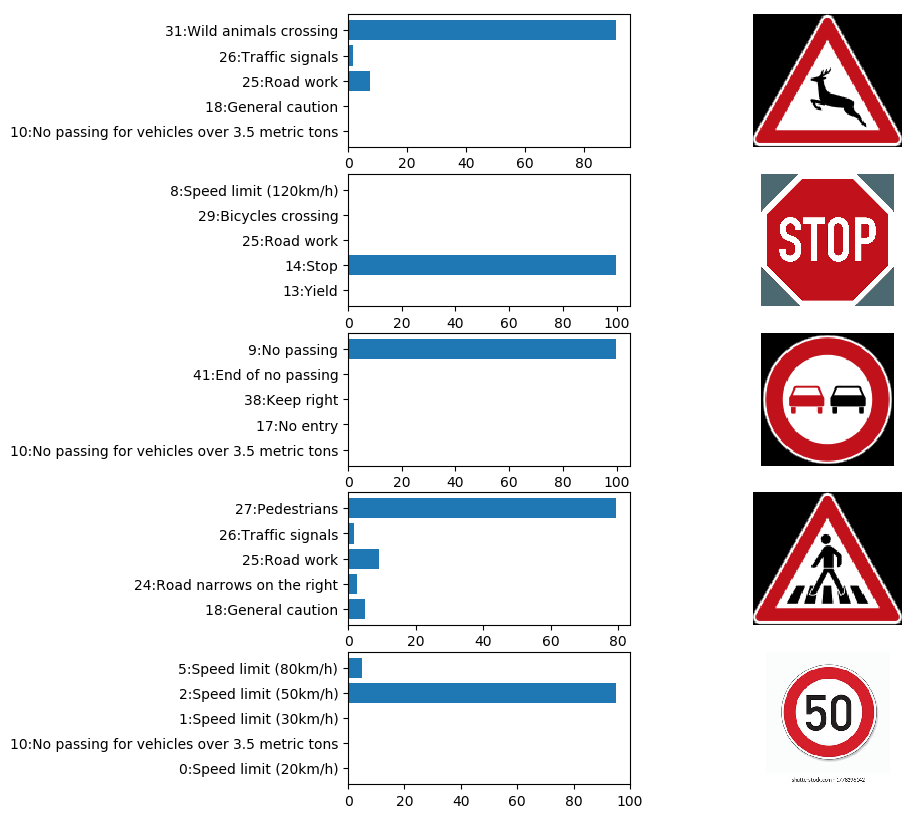 31:Wild animals crossing
26:Traffic signals
25:Road work
18:General caution
10:No passing for vehicles over 3.5 metric tons
0 20 40 60 80
8:Speed limit (120km/h)
29:Bicycles crossing
25:Road work
14:Stop
13:Yield
0 20 40 60 80 100
STOP
9:No passing
41:End of no passing
38:Keep right
17:No entry
10:No passing for vehicles over 3.5 metric tons
0 20 40 60 80 100
27:Pedestrians
26:Traffic signals
25:Road work
24:Road narrows on the right
18:General caution
0 20 40 60 80
5:Speed limit (80km/h)
2:Speed limit (50km/h)
1:Speed limit (30km/h)
10:No passing for vehicles over 3.5 metric tons
0:Speed limit (20km/h)
0 20 40 60 80 100
50